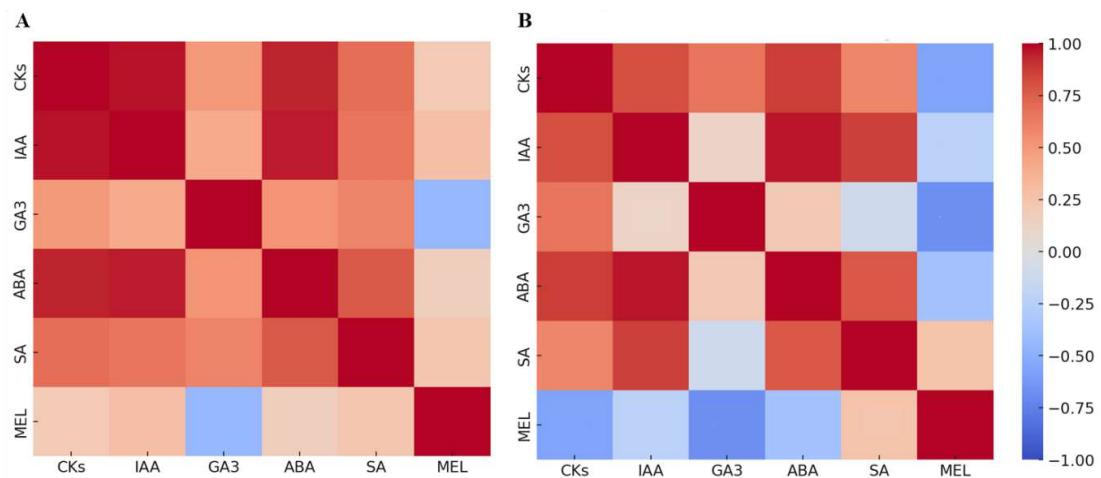 A
B
CKs
IAA
GA3
ABA
SA
MEL
CKs IAA GA3 ABA SA MEL
CKs
IAA
GA3
ABA
SA
MEL
CKs IAA GA3 ABA SA MEL
1.00
0.75
0.50
0.25
0.00
−0.25
−0.50
−0.75
−1.00